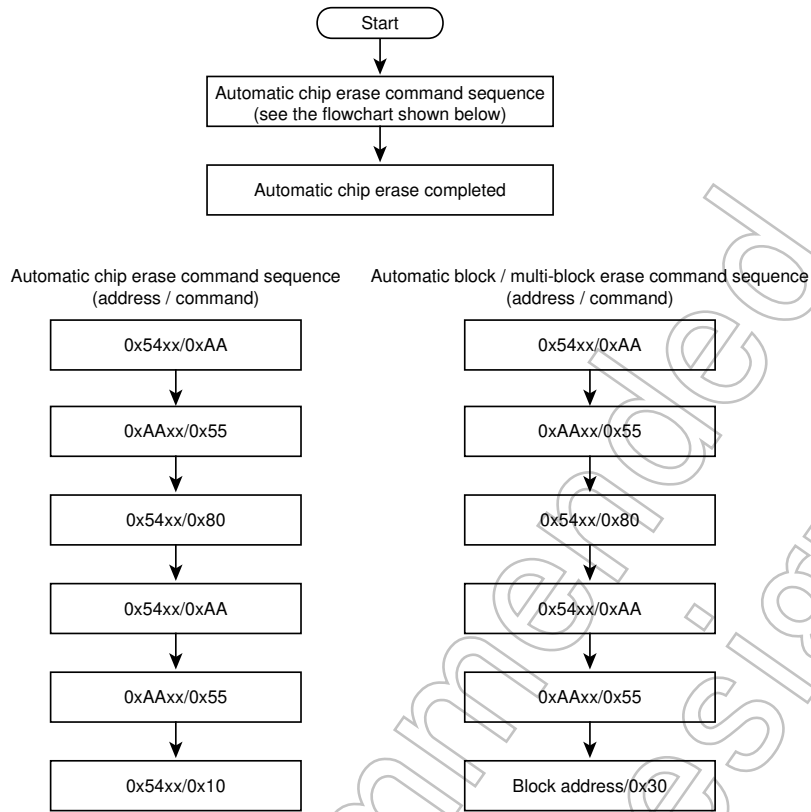 Start
Automatic chip erase command sequence
(see the flowchart shown below)
Automatic chip erase completed
Automatic chip erase command sequence
(address / command)
0x54xx/0xAA
0xAAxx/0x55
0x54xx/0x80
0x54xx/0xAA
0xAAxx/0x55
0x54xx/0x10
Automatic block / multi-block erase command sequence
(address / command)
0x54xx/0xAA
0xAAxx/0x55
0x54xx/0x80
0x54xx/0xAA
0xAAxx/0x55
Block address/0x30